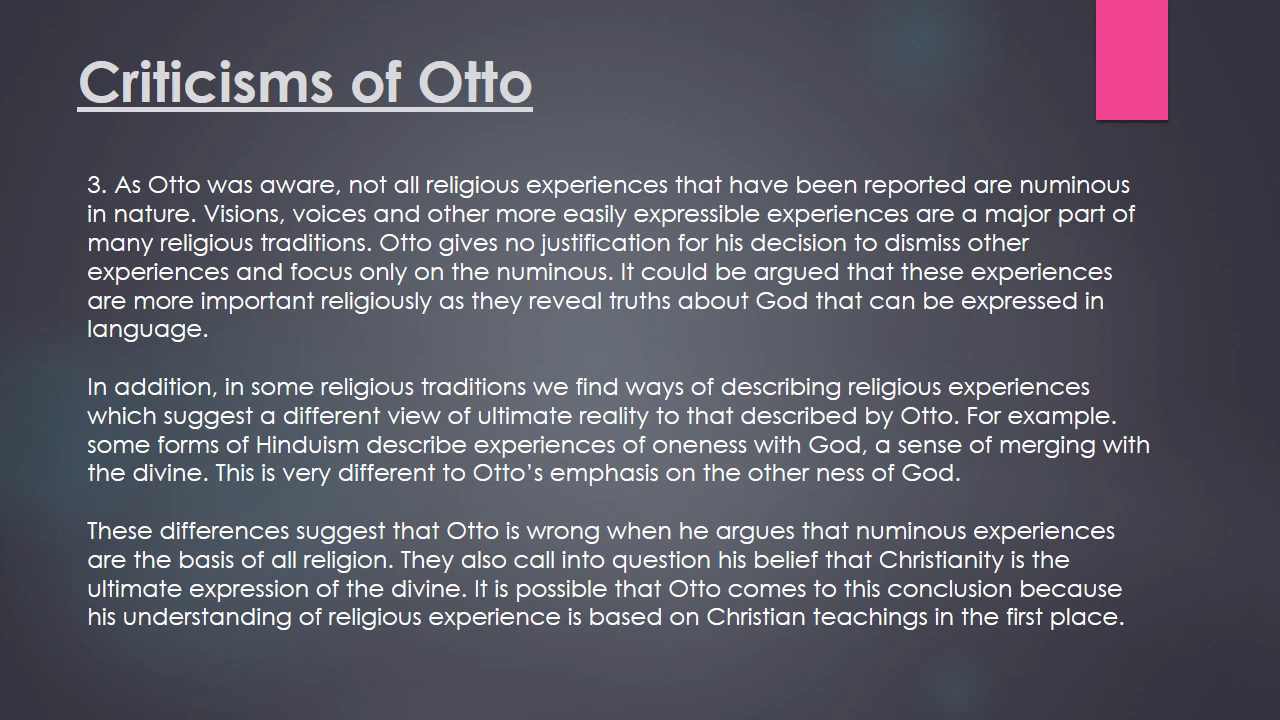 Criticisms of Otto
3. As Otto was aware, not all religious experiences that have been reported are numinous
in nature. Visions, voices and other more easily expressible experiences are a major part of
many religious traditions. Otto gives no justification for his decision to dismiss other
experiences and focus only on the numinous. It could be argued that these experiences
are more important religiously as they reveal truths about God that can be expressed in
language.
In addition, in some religious traditions we find ways of describing religious experiences
which suggest a different view of ultimate reality to that described by Otto. For example.
some forms of Hinduism describe experiences of oneness with God, a sense of merging with
the divine. This is very different to Otto's emphasis on the other ness of God.
These differences suggest that Otto is wrong when he argues that numinous experiences
are the basis of all religion. They also call into question his belief that Christianity is the
ultimate expression of the divine. It is possible that Otto comes to this conclusion because
his understanding of religious experience is based on Christian teachings in the first place.